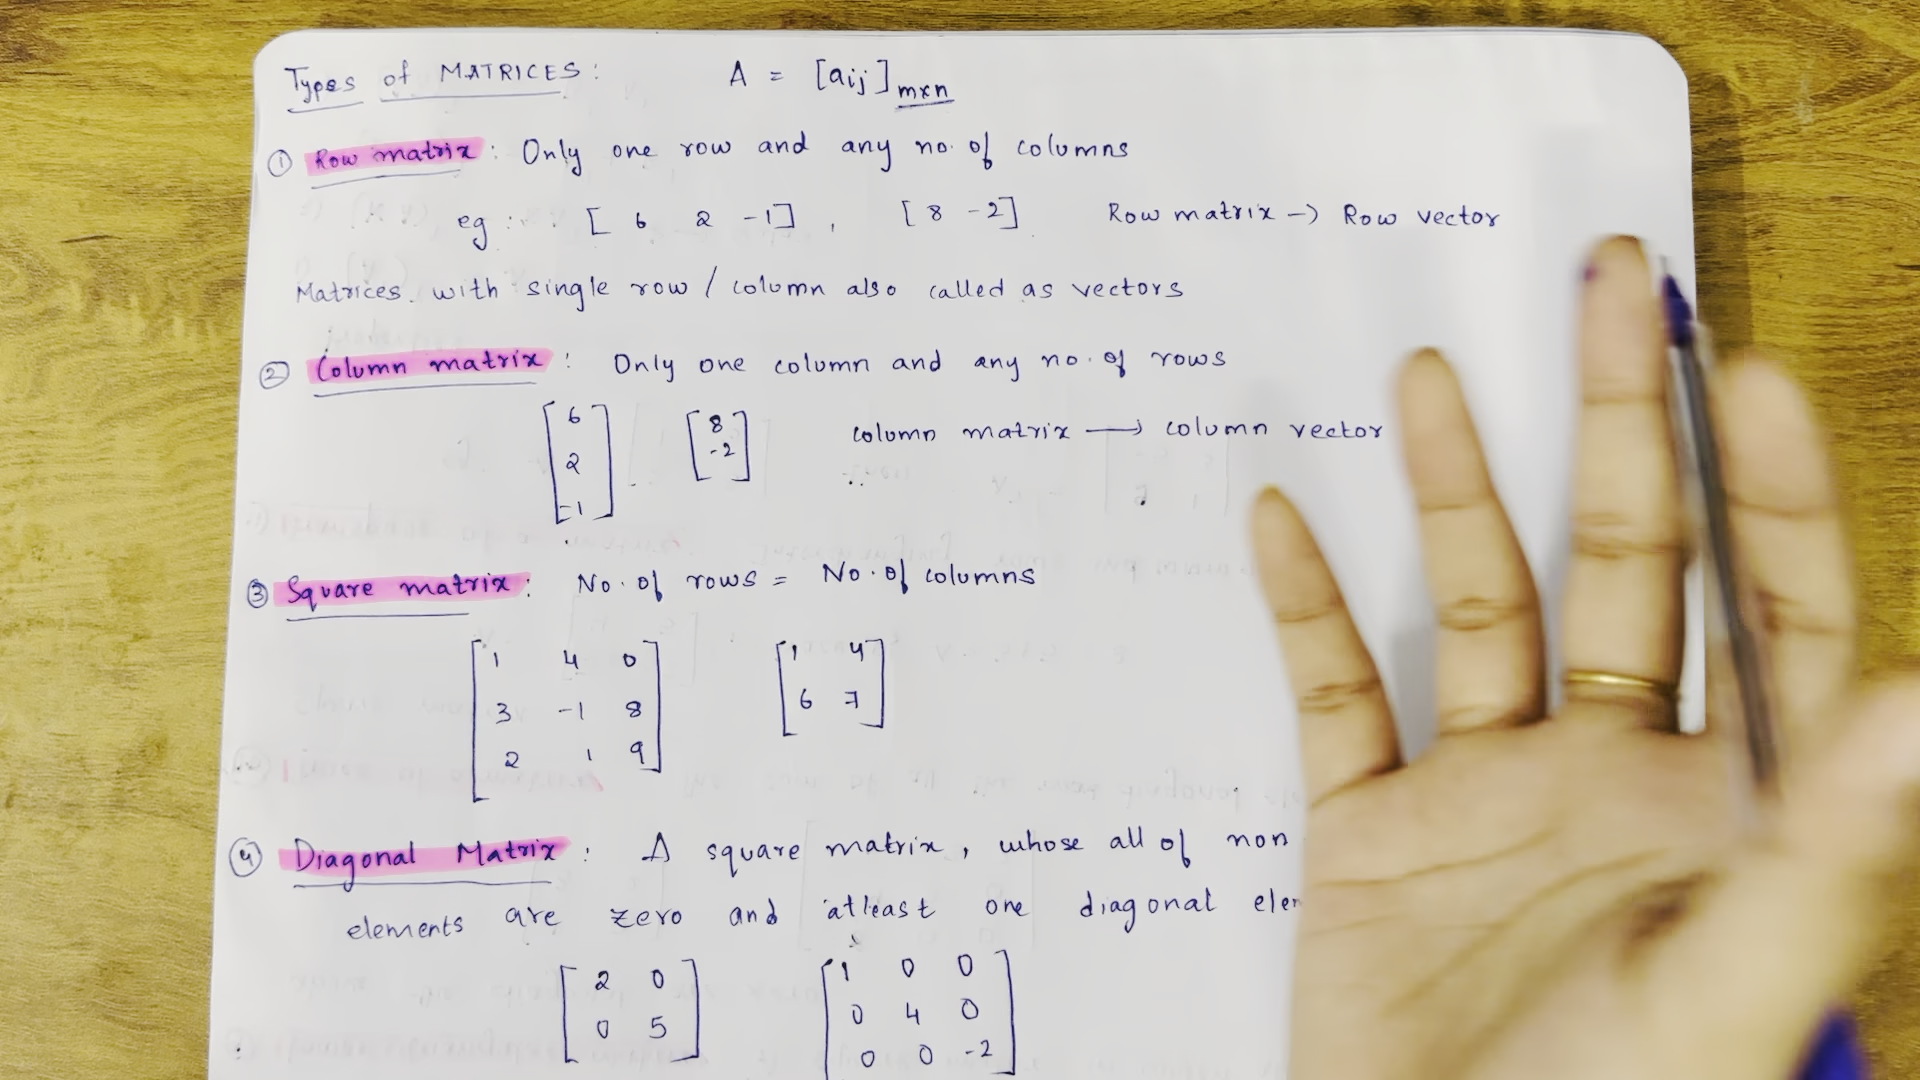 Types of MATRICES : A = [aij]mxn
① Row matrix : Only one row and any no. of columns
eg : [ 6 2 -1 ] , [ 8 -2 ] Row matrix -> Row vector
Matrices with single row / column also called as vectors
② Column matrix : Only one column and any no. of rows
6
2
-1
8
-2
column matrix → column vector
③ Square matrix : No. of rows = No. of columns
1 4 0
3 -1 8
2 1 9
1 4
6 7
④ Diagonal Matrix : A square matrix, whose all of non
elements are zero and atleast one diagonal
2 0
0 5
1 0 0
0 4 0
0 0 -2